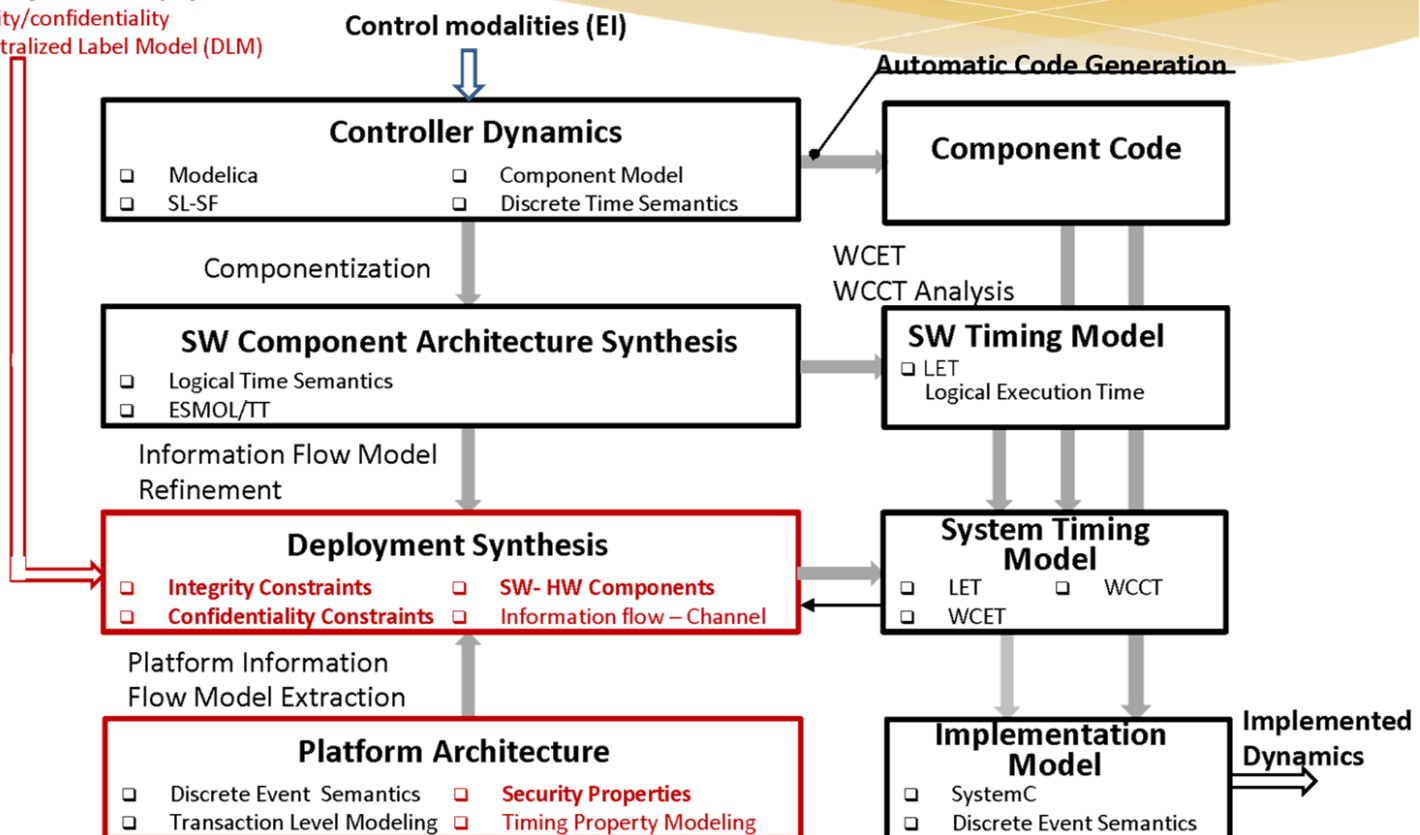 ity/confidentiality
tralized Label Model (DLM)
Control modalities (EI)
Automatic Code Generation
Controller Dynamics
Modelica
Component Model
SL-SF
Discrete Time Semantics
Component Code
Componentization
WCET
WCCT Analysis
SW Component Architecture Synthesis
Logical Time Semantics
ESMOL/TT
SW Timing Model
LET
Logical Execution Time
Information Flow Model
Refinement
Deployment Synthesis
Integrity Constraints
SW- HW Components
Confidentiality Constraints
Information flow – Channel
System Timing
Model
LET
WCCT
WCET
Platform Information
Flow Model Extraction
Platform Architecture
Discrete Event Semantics
Security Properties
Transaction Level Modeling
Timing Property Modeling
Implementation
Model
SystemC
Discrete Event Semantics
Implemented
Dynamics